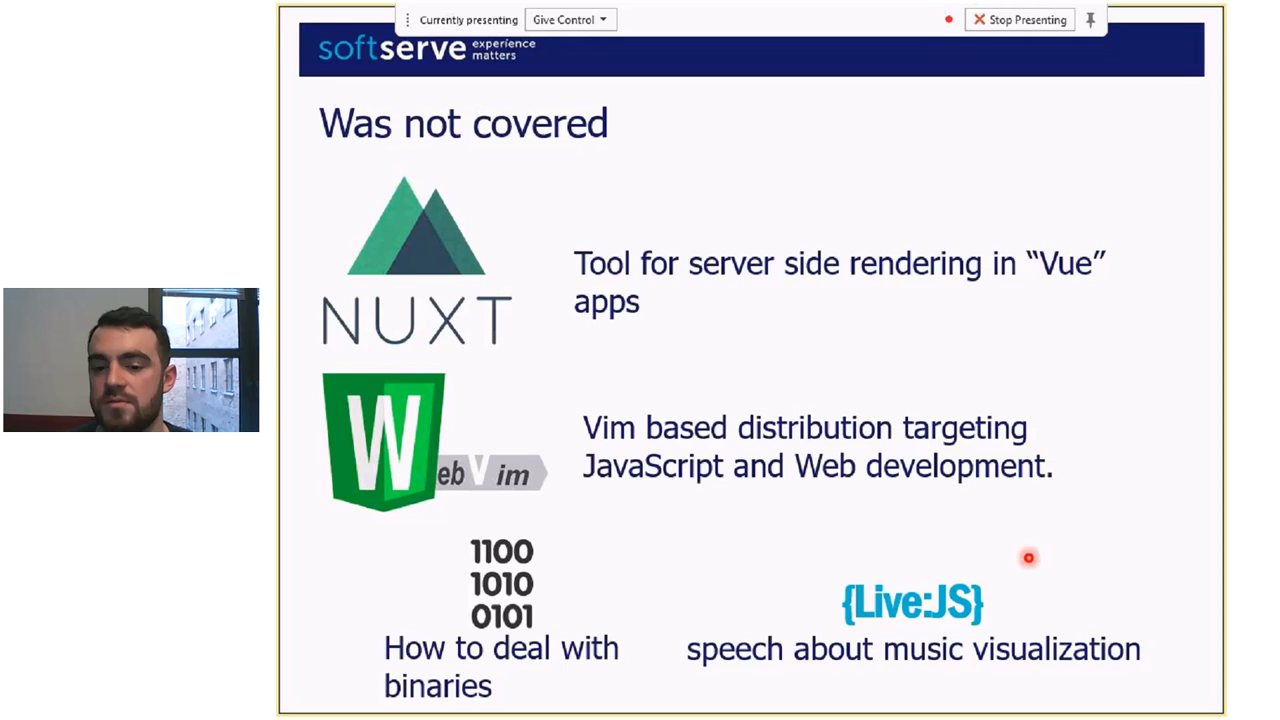 Currently presenting Give Control Stop Presenting
softserve experience
matters
Was not covered
NUXT
Tool for server side rendering in “Vue”
apps
W
eb Vim
Vim based distribution targeting
JavaScript and Web development.
1100
1010
0101
How to deal with
binaries
{Live:JS}
speech about music visualization